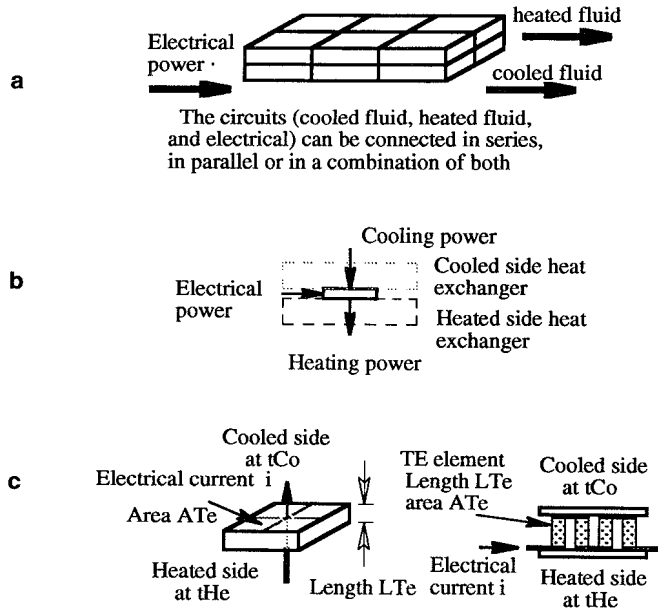 a
Electrical
power
heated fluid
cooled fluid
The circuits (cooled fluid, heated fluid,
and electrical) can be connected in series,
in parallel or in a combination of both
b
Cooling power
Electrical
power
Cooled side heat
exchanger
Heated side heat
exchanger
Heating power
c
Cooled side
at tCo
Electrical current i
Area ATe
Heated side
at tHe
Length LTe
TE element
Length LTe
area ATe
Cooled side
at tCo
Electrical
current i
Heated side
at tHe